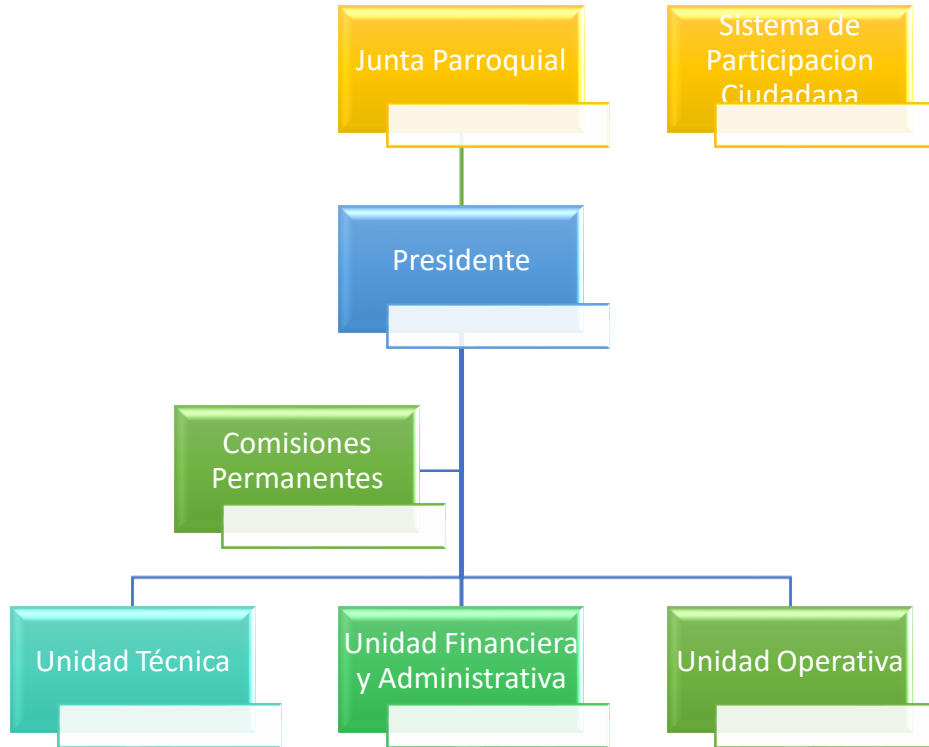 Junta Parroquial
Sistema de
Participacion
Ciudadana
Presidente
Comisiones
Permanentes
Unidad Técnica
Unidad Financiera
y Administrativa
Unidad Operativa